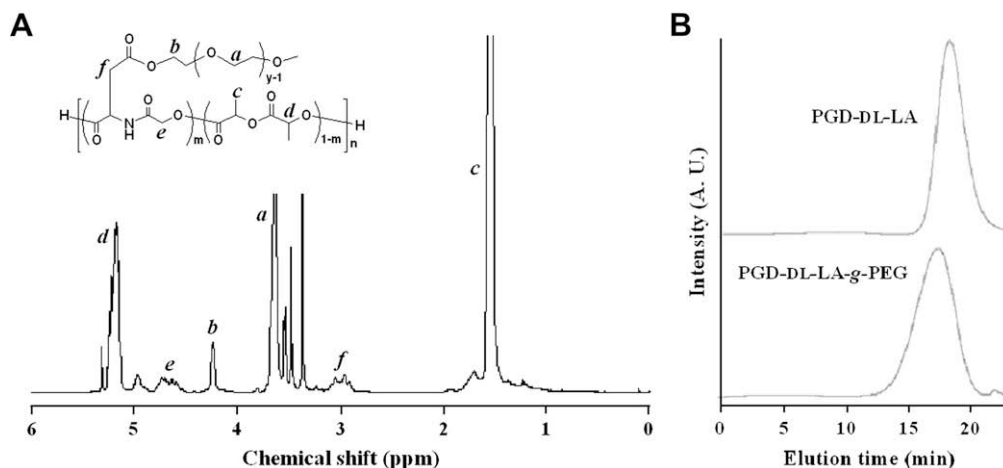 A
b
a
O
O
O
O
O
y-1
f
c
O
O
d
H
O
N
H
e
O
m
O
O
O
O
1-m
H
n
c
a
d
b
e
f
6 5 4 3 2 1 0
Chemical shift (ppm)
B
PGD-DL-LA
PGD-DL-LA-g-PEG
Intensity (A. U.)
0 5 10 15 20
Elution time (min)